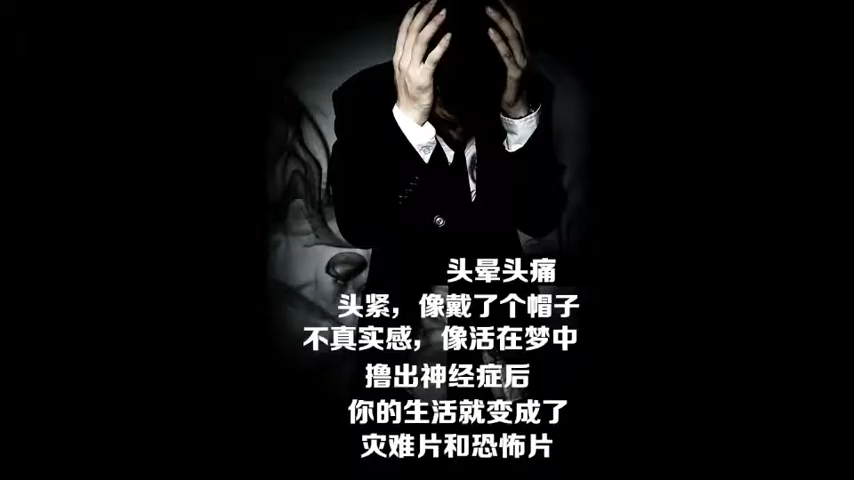 头晕头痛
头紧，像戴了个帽子
不真实感，像活在梦中
撸出神经症后
你的生活就变成了
灾难片和恐怖片